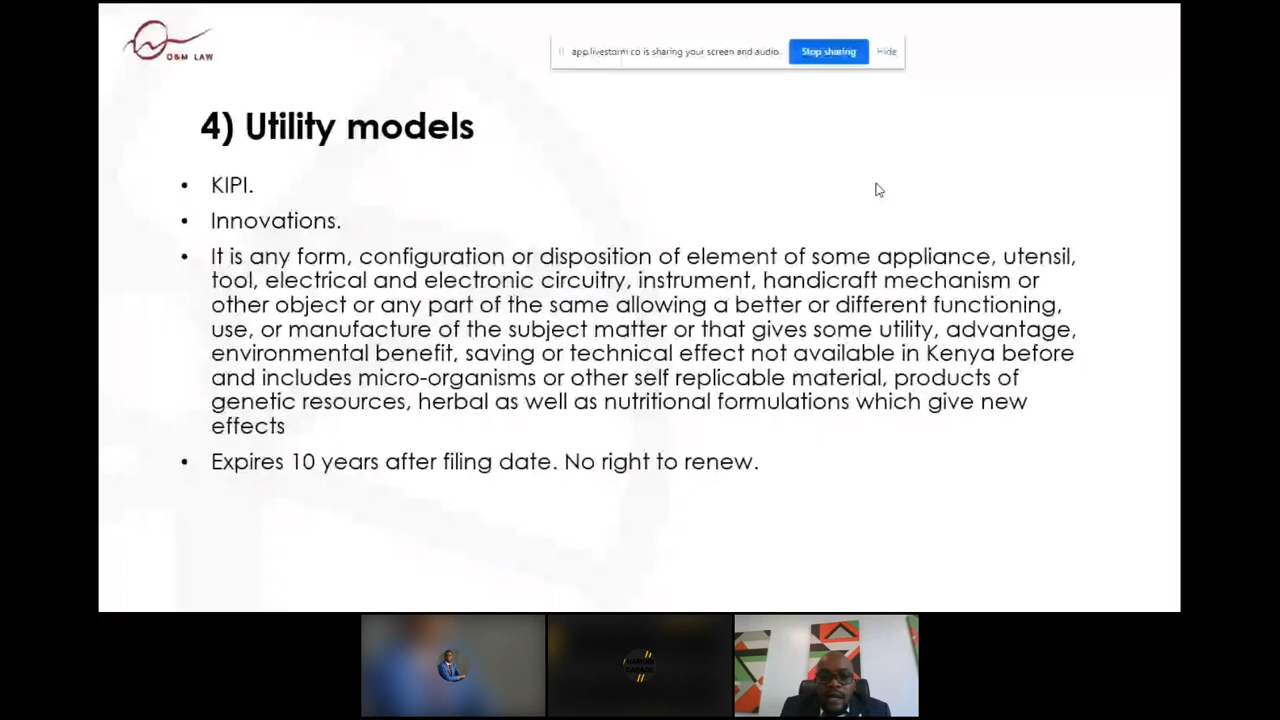 O&M LAW
app.livestorm.co is sharing your screen and audio.
Stop sharing
Hide
4) Utility models
• KIPI.
• Innovations.
• It is any form, configuration or disposition of element of some appliance, utensil,
tool, electrical and electronic circuitry, instrument, handicraft mechanism or
other object or any part of the same allowing a better or different functioning,
use, or manufacture of the subject matter or that gives some utility, advantage,
environmental benefit, saving or technical effect not available in Kenya before
and includes micro-organisms or other self replicable material, products of
genetic resources, herbal as well as nutritional formulations which give new
effects
• Expires 10 years after filing date. No right to renew.
GARAGE